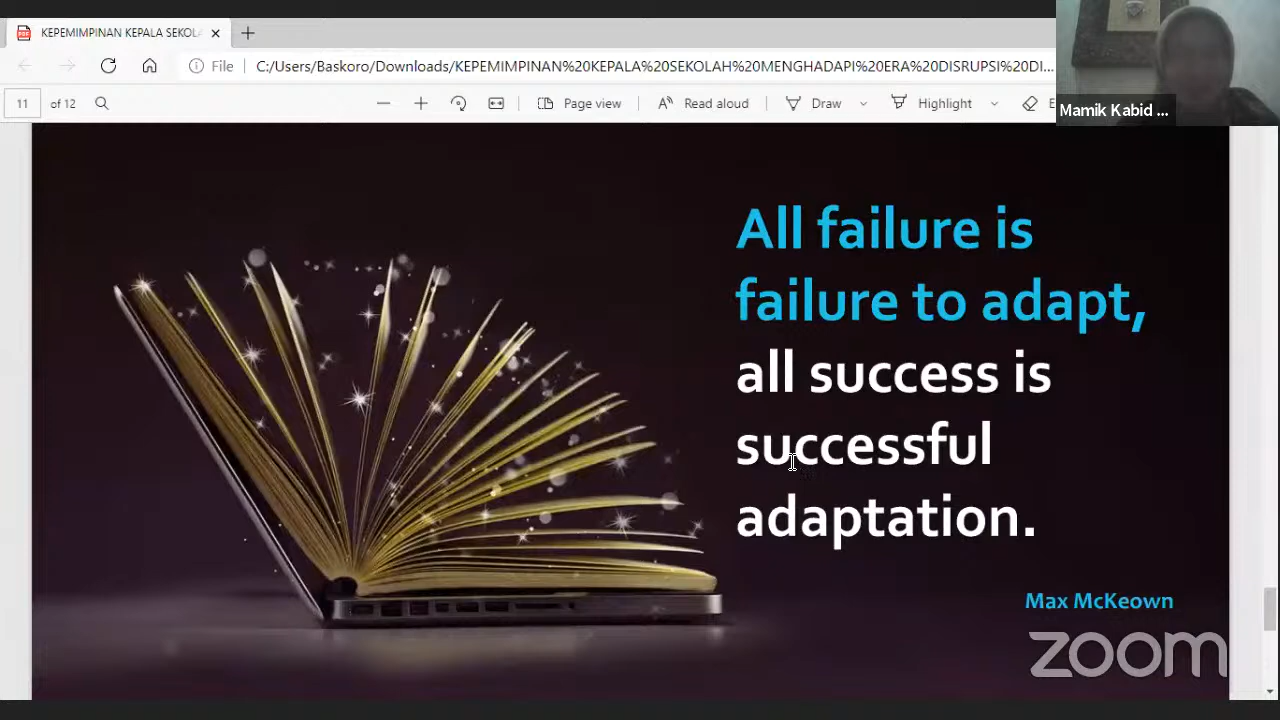 KEPEMIMPINAN KEPALA SEKOLA
File
C:/Users/Baskoro/Downloads/KEPEMIMPINAN%20KEPALA%20SEKOLAH%20MENGHADAPI%20ERA%20DISRUPSI%20DI...
11 of 12
Page view
Read aloud
Draw
Highlight
Mamik Kabid ...
All failure is
failure to adapt,
all success is
successful
adaptation.
Max McKeown
zoom